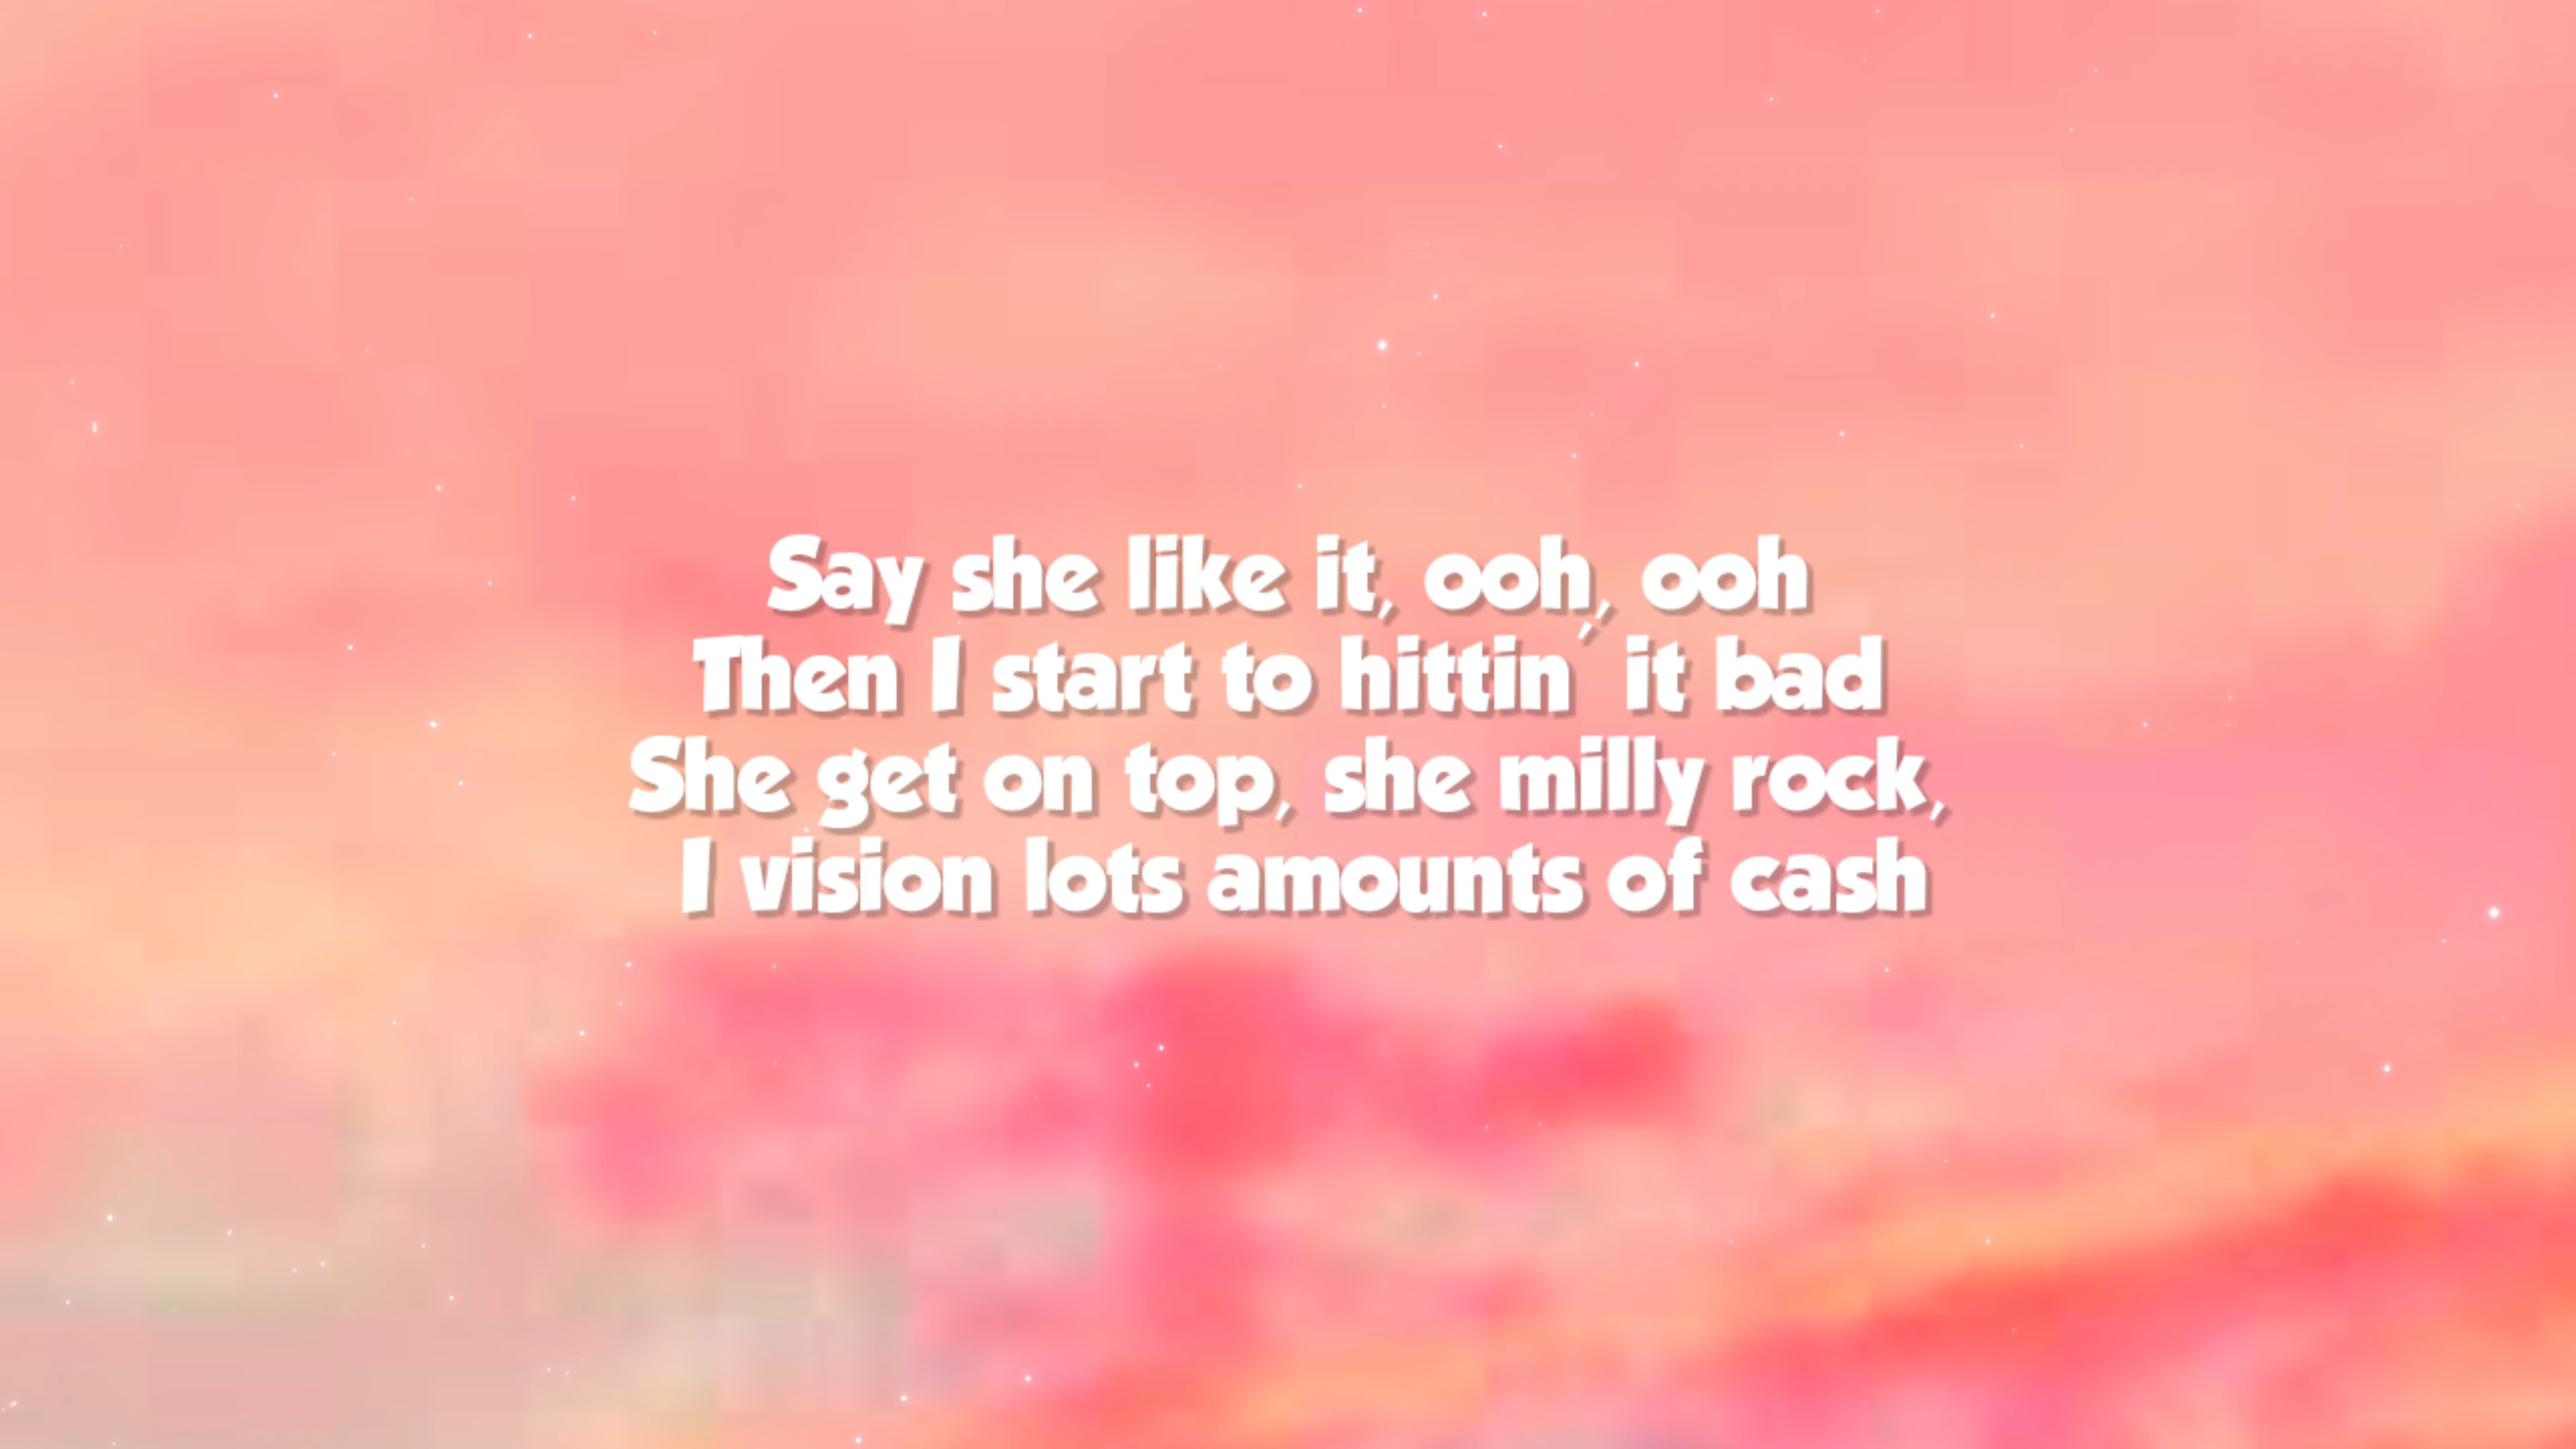 Say she like it, ooh, ooh
Then I start to hittin' it bad
She get on top, she milly rock,
I vision lots amounts of cash